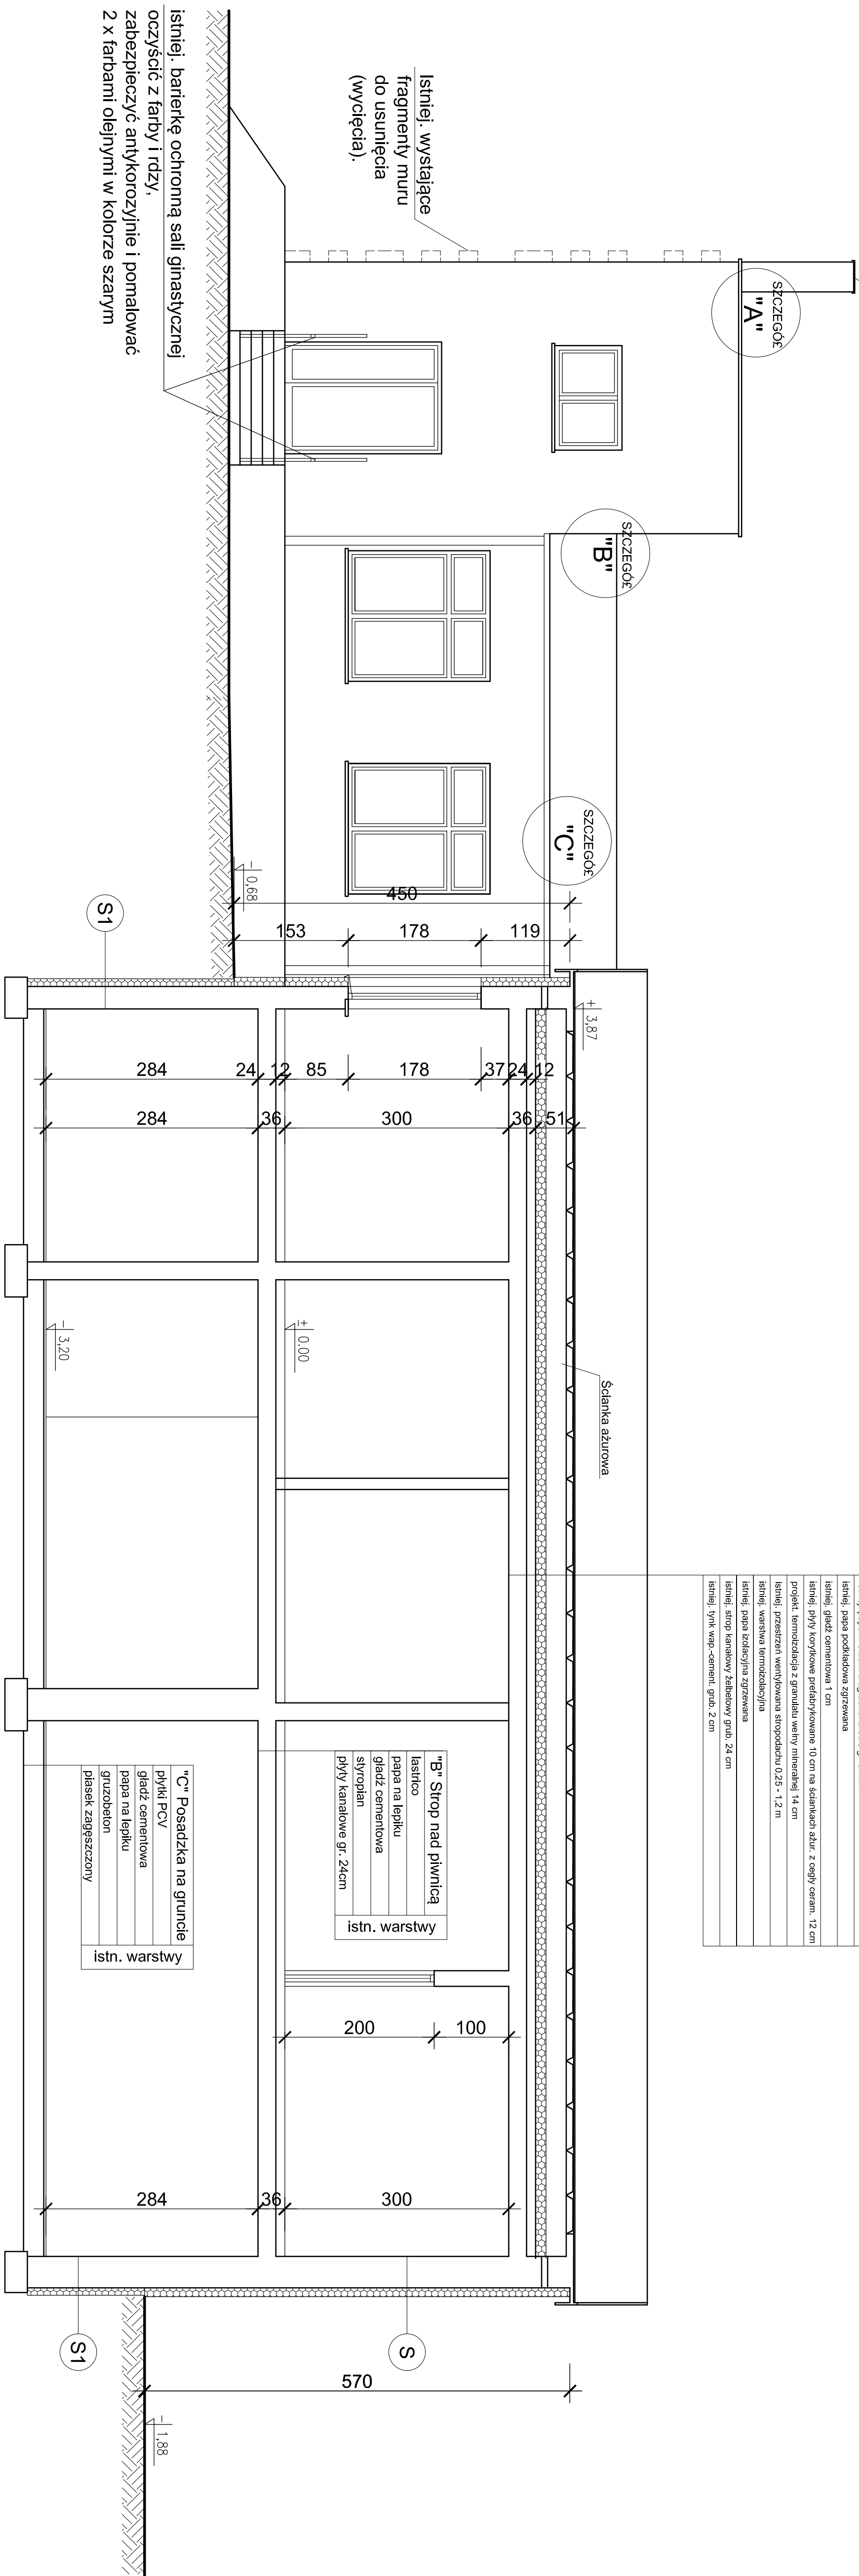 SZCZEGÓŁ
"A"
Istniej. wystające
fragmenty muru
do usunięcia
(wycięcia).
istniej. barierkę ochronną sali ginastycznej
oczyścić z farby i rdzy,
zabezpieczyć antykorozyjnie i pomalować
2 x farbami olejnymi w kolorze szarym
SZCZEGÓŁ
"B"
SZCZEGÓŁ
"C"
- 0,68
450
153
178
119
S1
+ 3,87
284
24
12
85
178
37
24
12
284
36
300
36
51
- 3,20
± 0.00
Ścianka ażurowa
istniej. papa podkładowa zgrzewana
istniej. gładź cementowa 1 cm
istniej. płyty korytkowe prefabrykowane 10 cm na ściankach ażur. z cegły ceram. 12 cm
projekt. termoizolacja z granulatu wełny mineralnej 14 cm
istniej. przestrzeń wentylowana stropodachu 0,25 - 1,2 m
istniej. warstwa termoizolacyjna
istniej. papa izolacyjna zgrzewana
istniej. strop kanałowy żelbetowy grub. 24 cm
istniej. tynk wap.-cement. grub. 2 cm
"B" Strop nad piwnicą
lastrico
papa na lepiku
gładź cementowa
styropian
płyty kanałowe gr. 24cm
istn. warstwy
"C" Posadzka na gruncie
płytki PCV
gładź cementowa
papa na lepiku
gruzobeton
piasek zagęszczony
istn. warstwy
200
100
284
36
300
S1
S
570
- 1,88